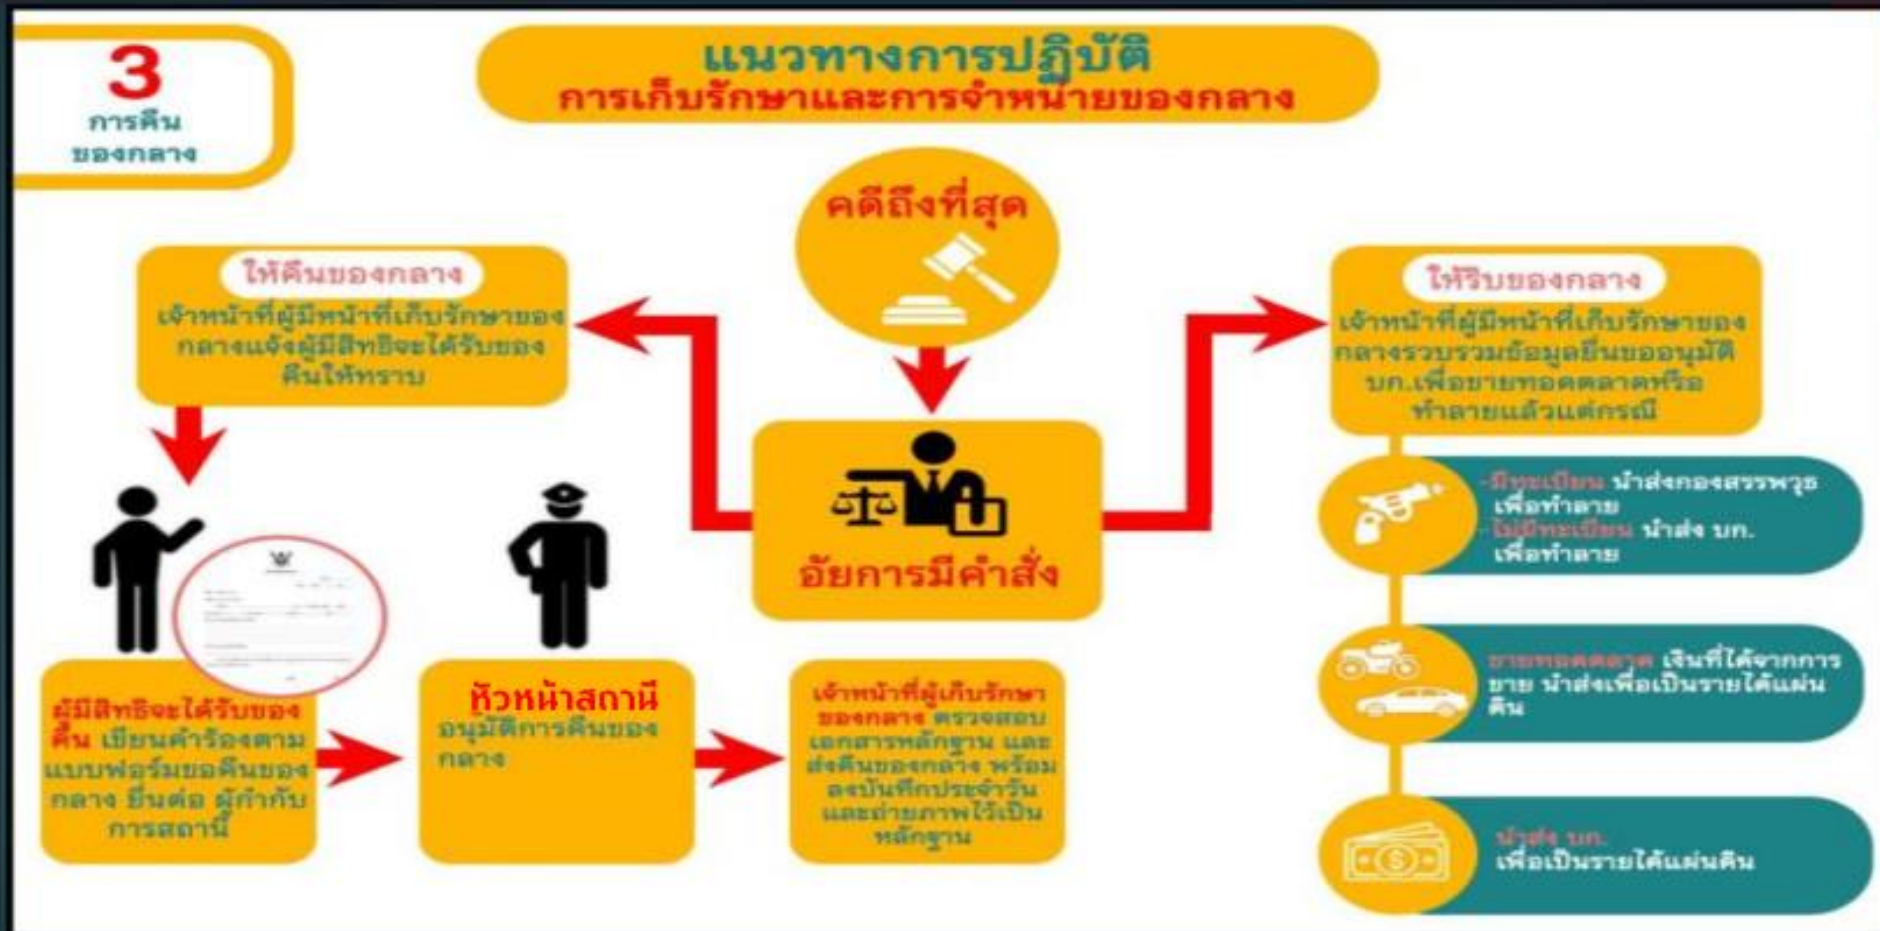 3
การคืน
ของกลาง
แนวทางการปฏิบัติ
การเก็บรักษาและการจำหน่ายของกลาง
คดีถึงที่สุด
อัยการมีคำสั่ง
ให้คืนของกลาง
เจ้าหน้าที่ผู้มีหน้าที่เก็บรักษาของ
กลางแจ้งผู้มีสิทธิจะได้รับของ
คืนให้ทราบ
ผู้มีสิทธิจะได้รับของ
คืน เขียนคำร้องตาม
แบบฟอร์มขอคืนของ
กลาง ยื่นต่อ ผู้กำกับ
การสถานี
หัวหน้าสถานี
อนุมัติการคืนของ
กลาง
เจ้าหน้าที่ผู้เก็บรักษา
ของกลาง ตรวจสอบ
เอกสารหลักฐาน และ
ส่งคืนของกลาง พร้อม
ลงบันทึกประจำวัน
และถ่ายภาพไว้เป็น
หลักฐาน
ให้ริบของกลาง
เจ้าหน้าที่ผู้มีหน้าที่เก็บรักษาของ
กลางรวบรวมข้อมูลยื่นขออนุมัติ
บก.เพื่อขายทอดตลาดหรือ
ทำลายแล้วแต่กรณี
-มีทะเบียน นำส่งกองสรรพวุธ
เพื่อทำลาย
-ไม่มีทะเบียน นำส่ง บก.
เพื่อทำลาย
ขายทอดตลาด เงินที่ได้จากการ
ขาย นำส่งเพื่อเป็นรายได้แผ่น
ดิน
นำส่ง บก.
เพื่อเป็นรายได้แผ่นดิน